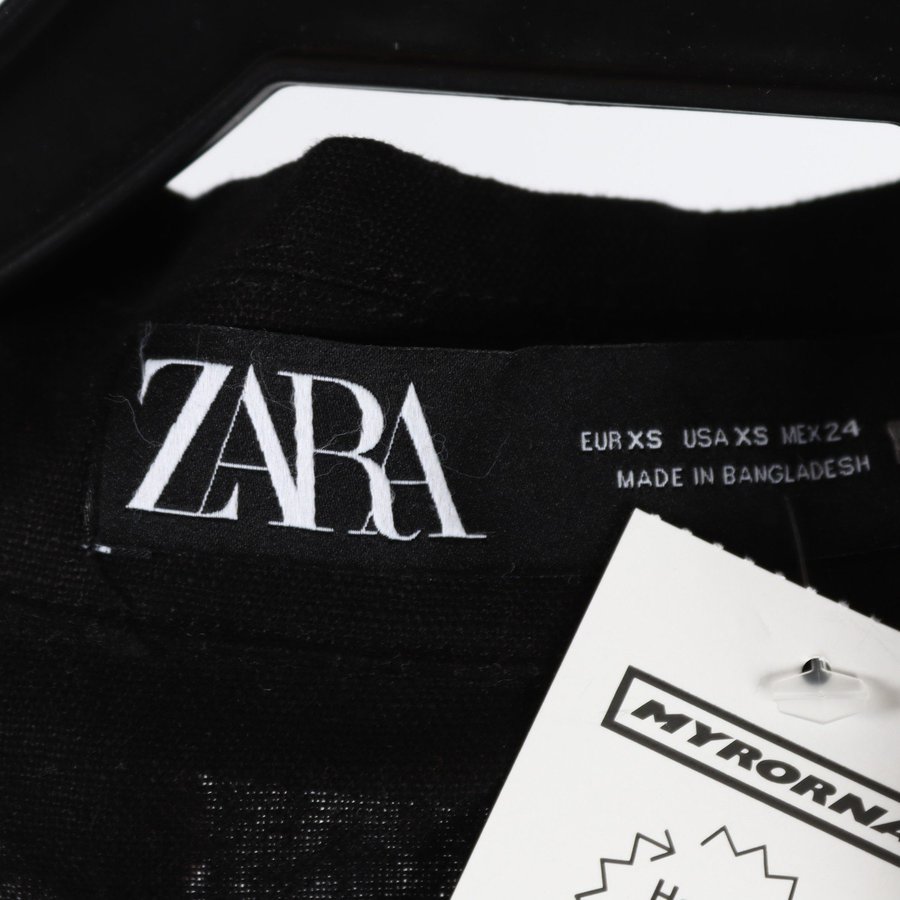 ZARA
EUR XS USA XS MEX 24
MADE IN BANGLADESH
MYRORNA